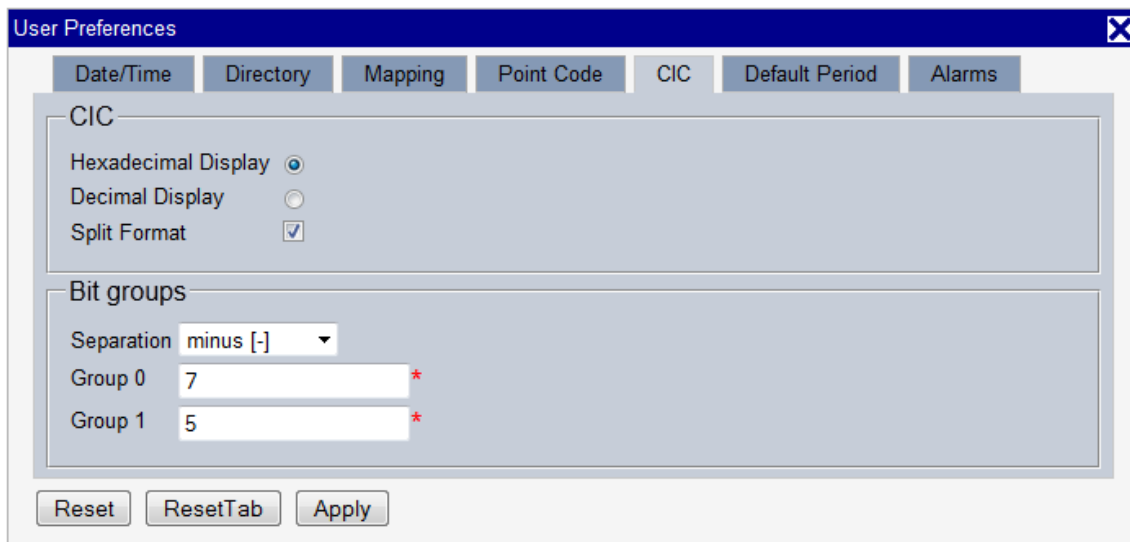 User Preferences
Date/Time Directory Mapping Point Code CIC Default Period Alarms
CIC
Hexadecimal Display
Decimal Display
Split Format
Bit groups
Separation minus [-]
Group 0 7 *
Group 1 5 *
Reset ResetTab Apply